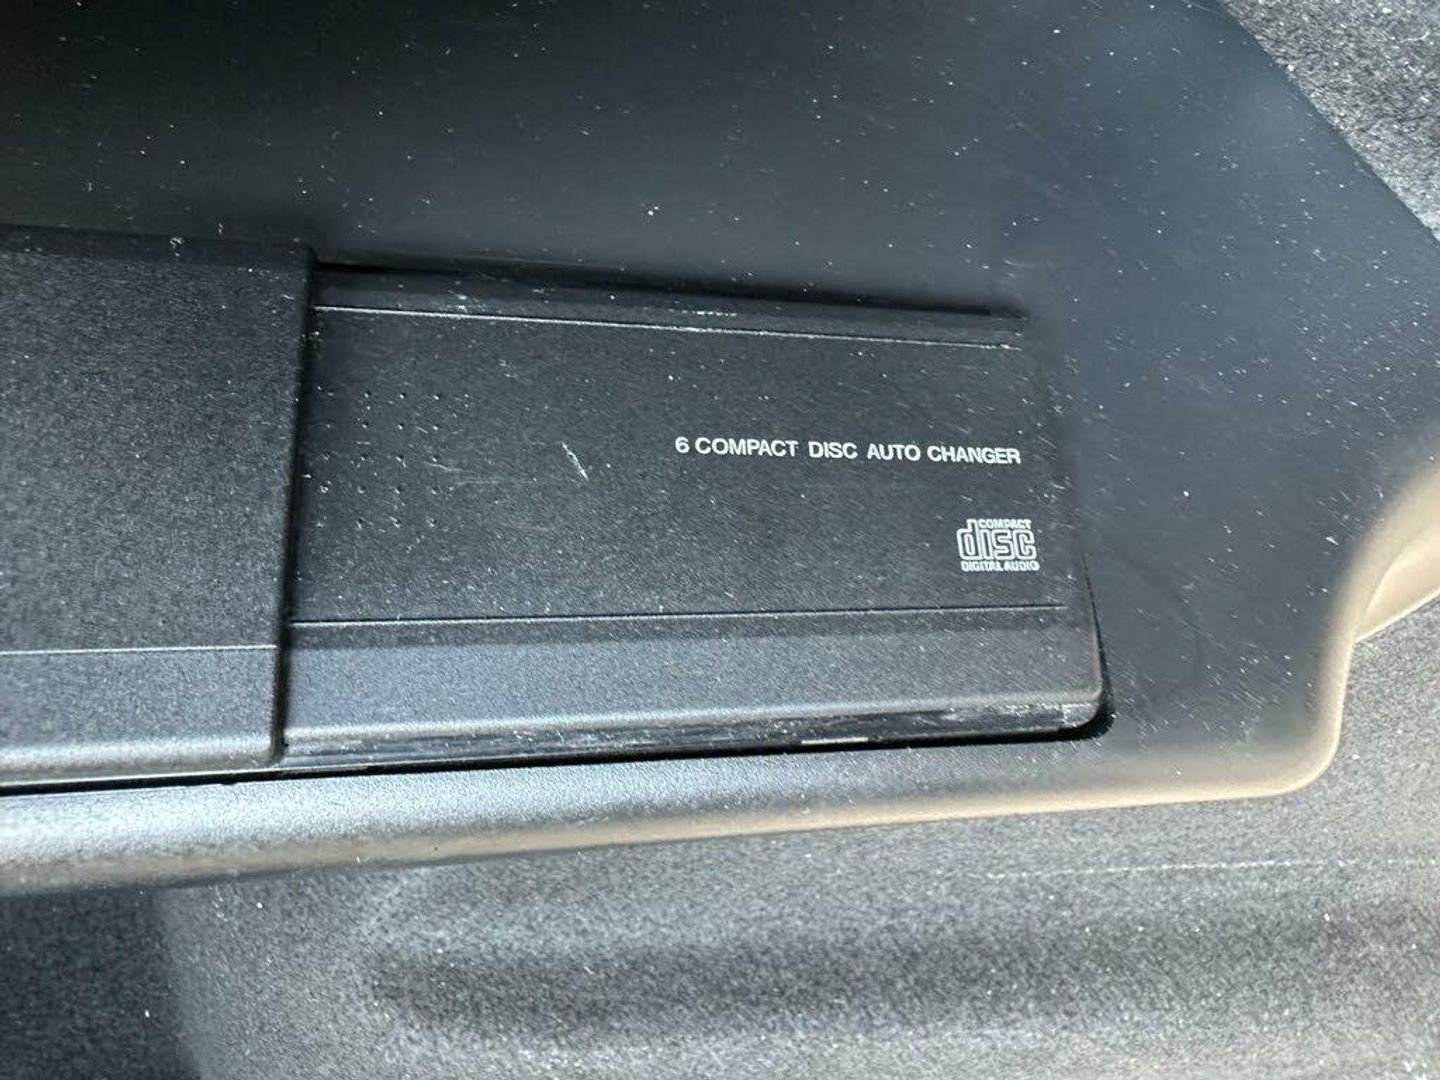 6 COMPACT DISC AUTO CHANGER
COMPACT
disc
DIGITAL AUDIO